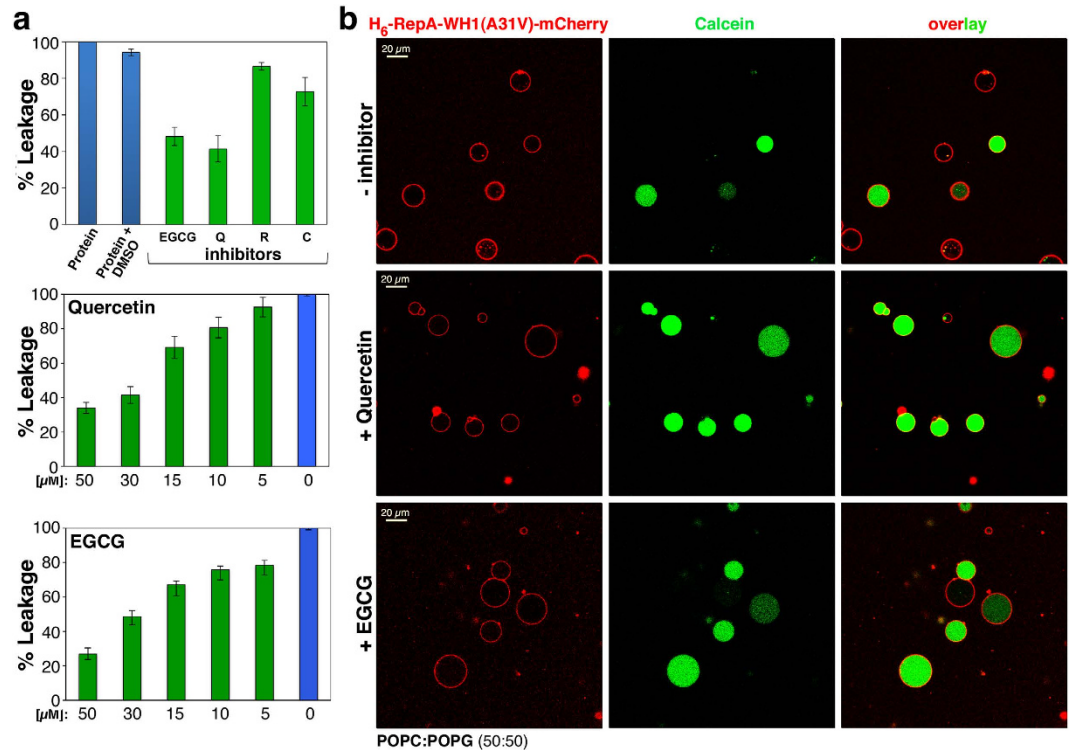 a
% Leakage
100
80
60
40
20
0
Protein
Protein +
DMSO
EGCG Q R C
inhibitors
Quercetin
% Leakage
100
80
60
40
20
0
[µM]: 50 30 15 10 5 0
EGCG
% Leakage
100
80
60
40
20
0
[µM]: 50 30 15 10 5 0
b
H6-RepA-WH1(A31V)-mCherry Calcein overlay
- inhibitor
20 µm
+ Quercetin
20 µm
+ EGCG
20 µm
POPC:POPG (50:50)